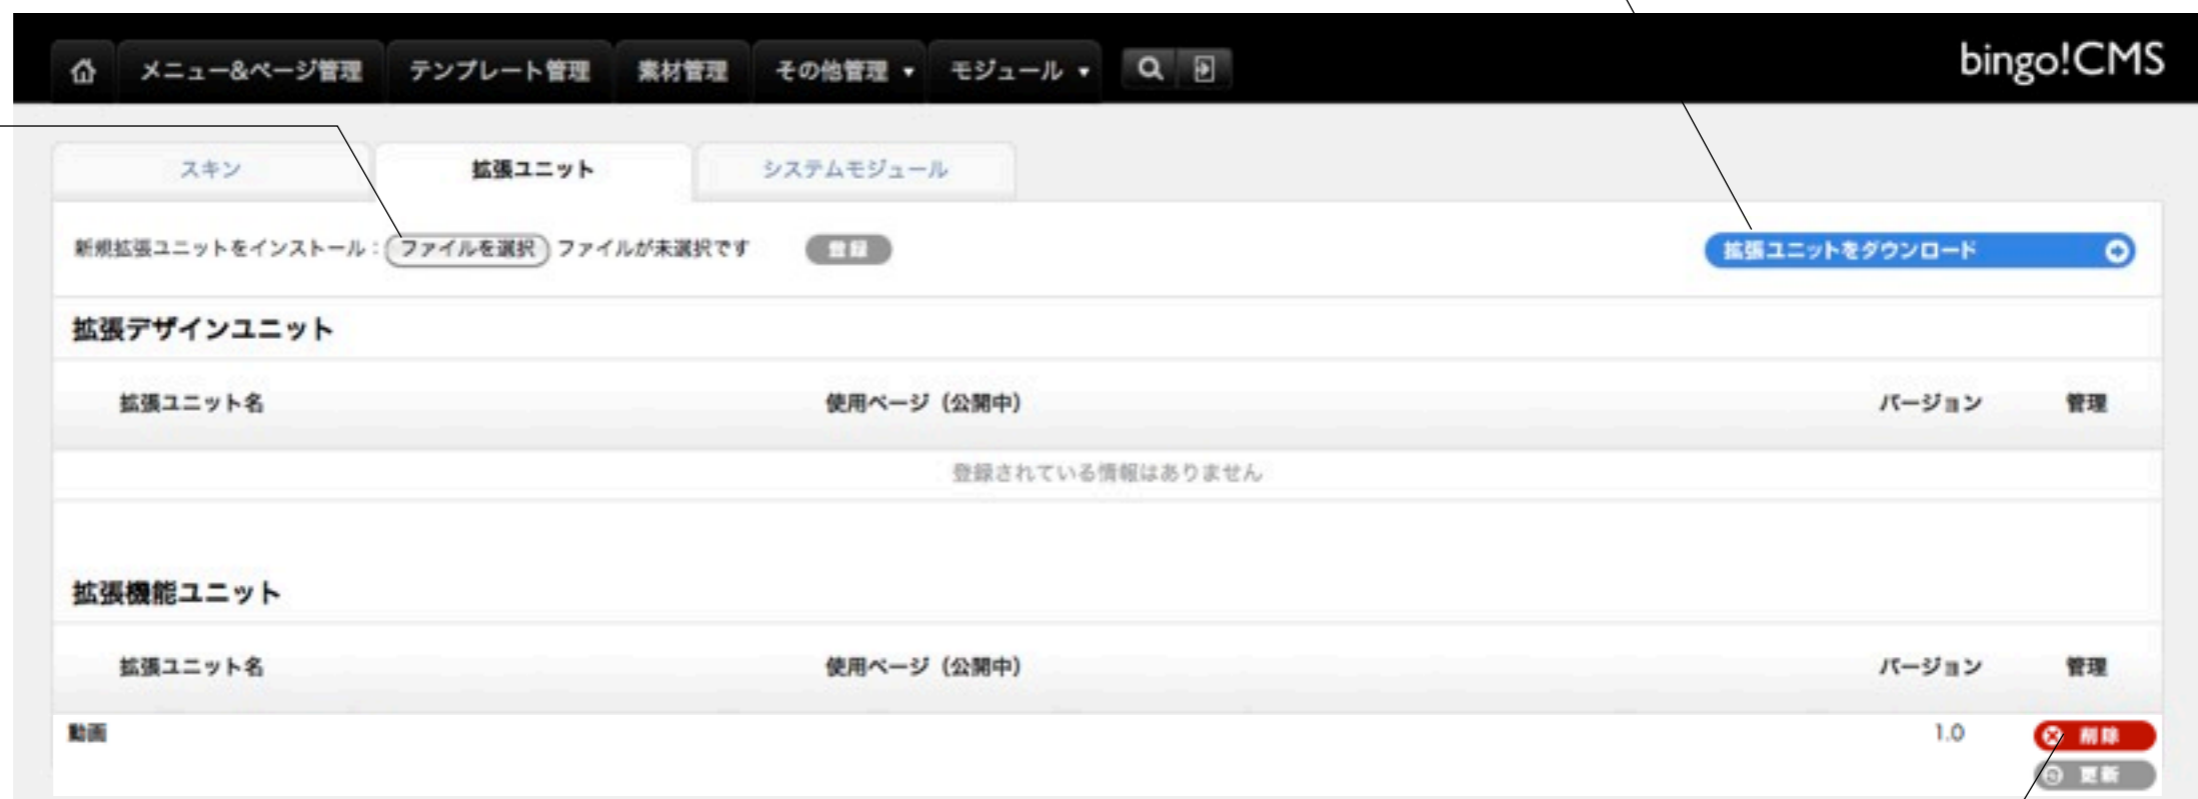 メニュー&ページ管理 テンプレート管理 素材管理 その他管理 ▼ モジュール ▼ bingo!CMS
スキン 拡張ユニット システムモジュール
新規拡張ユニットをインストール： ファイルを選択 ファイルが未選択です 登録 拡張ユニットをダウンロード
拡張デザインユニット
拡張ユニット名 使用ページ（公開中） バージョン 管理
登録されている情報はありません
拡張機能ユニット
拡張ユニット名 使用ページ（公開中） バージョン 管理
動画 1.0 削除
更新